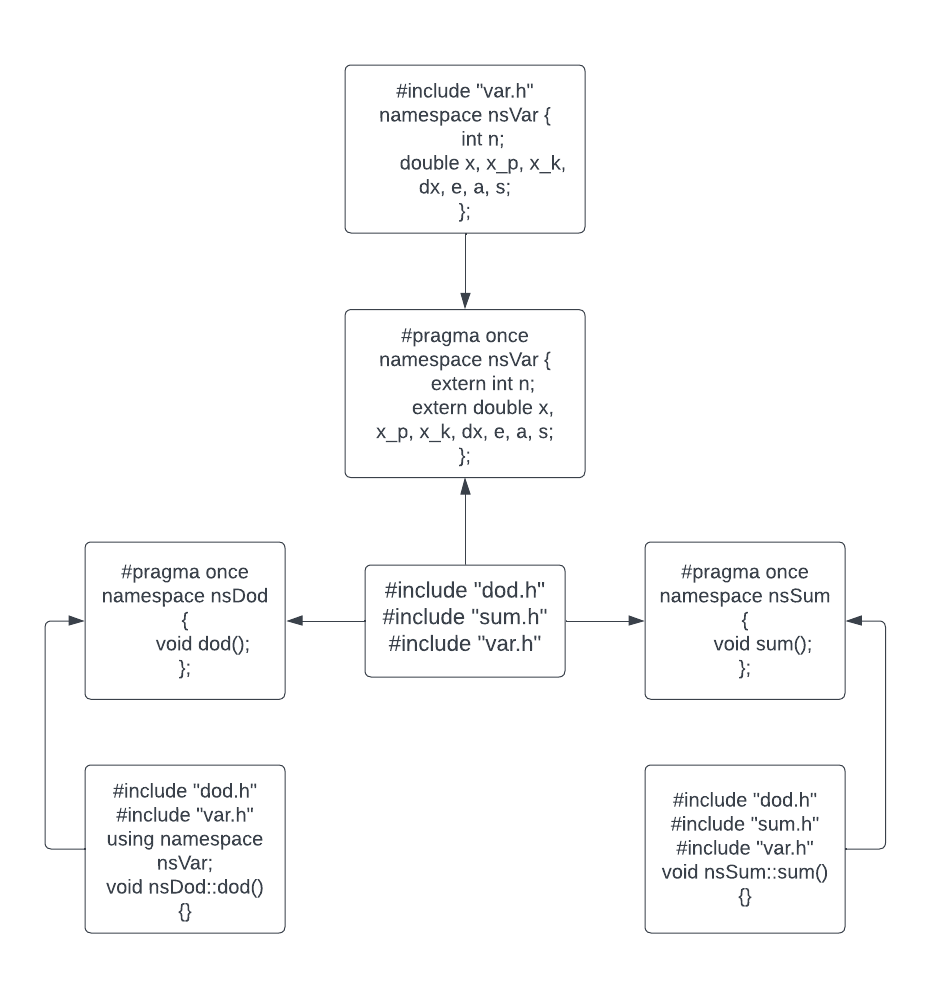 #include "var.h"
namespace nsVar {
int n;
double x, x_p, x_k,
dx, e, a, s;
};
#pragma once
namespace nsVar {
extern int n;
extern double x,
x_p, x_k, dx, e, a, s;
};
#pragma once
namespace nsDod
{
void dod();
};
#include "dod.h"
#include "sum.h"
#include "var.h"
#pragma once
namespace nsSum
{
void sum();
};
#include "dod.h"
#include "var.h"
using namespace
nsVar;
void nsDod::dod()
{}
#include "dod.h"
#include "sum.h"
#include "var.h"
void nsSum::sum()
{}